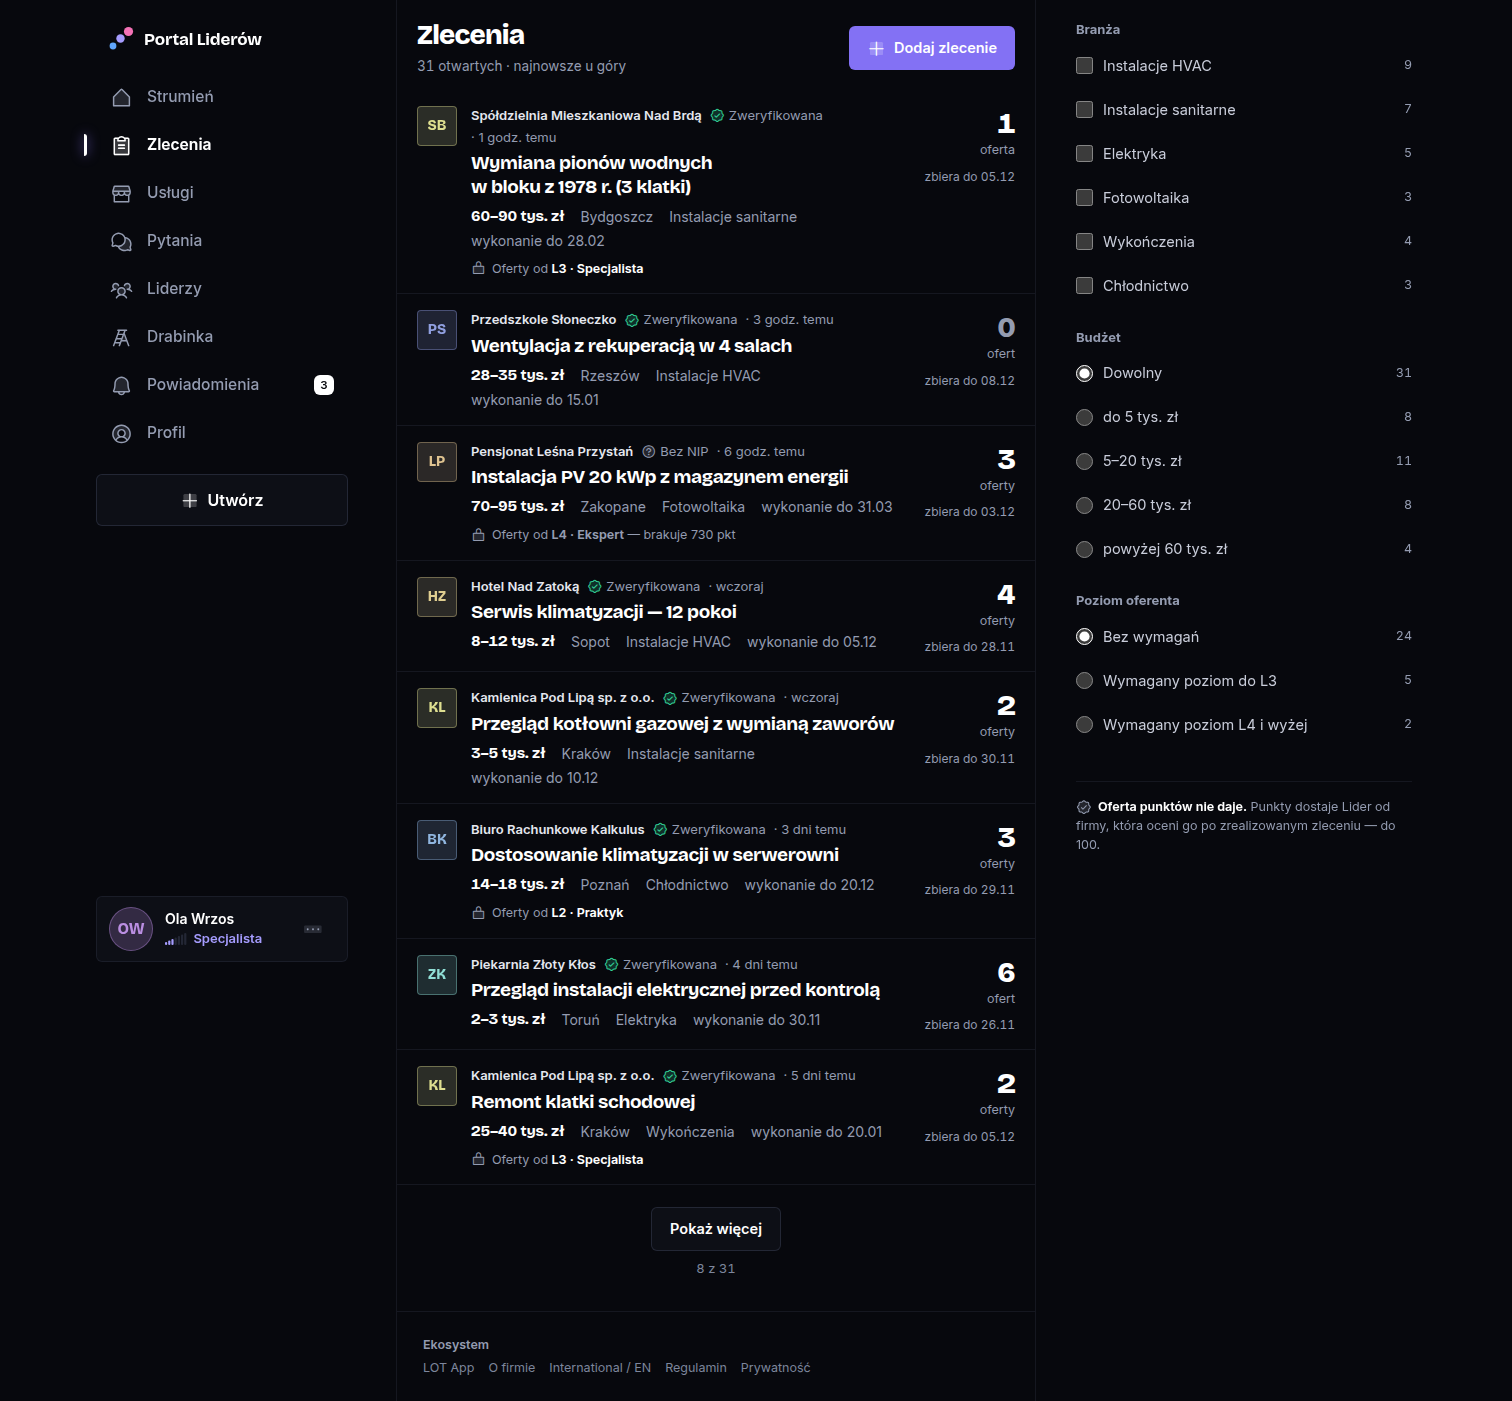 Portal Liderów
Strumień
Zlecenia
Usługi
Pytania
Liderzy
Drabinka
Powiadomienia 3
Profil
Utwórz
OW
Ola Wrzos
Specjalista
Zlecenia
31 otwartych · najnowsze u góry
Dodaj zlecenie
SB
Spółdzielnia Mieszkaniowa Nad Brdą Zweryfikowana
· 1 godz. temu
Wymiana pionów wodnych
w bloku z 1978 r. (3 klatki)
60–90 tys. zł Bydgoszcz Instalacje sanitarne
wykonanie do 28.02
Oferty od L3 · Specjalista
1
oferta
zbiera do 05.12
PS
Przedszkole Słoneczko Zweryfikowana · 3 godz. temu
Wentylacja z rekuperacją w 4 salach
28–35 tys. zł Rzeszów Instalacje HVAC
wykonanie do 15.01
0
ofert
zbiera do 08.12
LP
Pensjonat Leśna Przystań Bez NIP · 6 godz. temu
Instalacja PV 20 kWp z magazynem energii
70–95 tys. zł Zakopane Fotowoltaika wykonanie do 31.03
Oferty od L4 · Ekspert — brakuje 730 pkt
3
oferty
zbiera do 03.12
HZ
Hotel Nad Zatoką Zweryfikowana · wczoraj
Serwis klimatyzacji — 12 pokoi
8–12 tys. zł Sopot Instalacje HVAC wykonanie do 05.12
4
oferty
zbiera do 28.11
KL
Kamienica Pod Lipą sp. z o.o. Zweryfikowana · wczoraj
Przegląd kotłowni gazowej z wymianą zaworów
3–5 tys. zł Kraków Instalacje sanitarne
wykonanie do 10.12
2
oferty
zbiera do 30.11
BK
Biuro Rachunkowe Kalkulus Zweryfikowana · 3 dni temu
Dostosowanie klimatyzacji w serwerowni
14–18 tys. zł Poznań Chłodnictwo wykonanie do 20.12
Oferty od L2 · Praktyk
3
oferty
zbiera do 29.11
ZK
Piekarnia Złoty Kłos Zweryfikowana · 4 dni temu
Przegląd instalacji elektrycznej przed kontrolą
2–3 tys. zł Toruń Elektryka wykonanie do 30.11
6
ofert
zbiera do 26.11
KL
Kamienica Pod Lipą sp. z o.o. Zweryfikowana · 5 dni temu
Remont klatki schodowej
25–40 tys. zł Kraków Wykończenia wykonanie do 20.01
Oferty od L3 · Specjalista
2
oferty
zbiera do 05.12
Pokaż więcej
8 z 31
Ekosystem
LOT App O firmie International / EN Regulamin Prywatność
Branża
Instalacje HVAC 9
Instalacje sanitarne 7
Elektryka 5
Fotowoltaika 3
Wykończenia 4
Chłodnictwo 3
Budżet
Dowolny 31
do 5 tys. zł 8
5–20 tys. zł 11
20–60 tys. zł 8
powyżej 60 tys. zł 4
Poziom oferenta
Bez wymagań 24
Wymagany poziom do L3 5
Wymagany poziom L4 i wyżej 2
Oferta punktów nie daje. Punkty dostaje Lider od
firmy, która oceni go po zrealizowanym zleceniu — do
100.